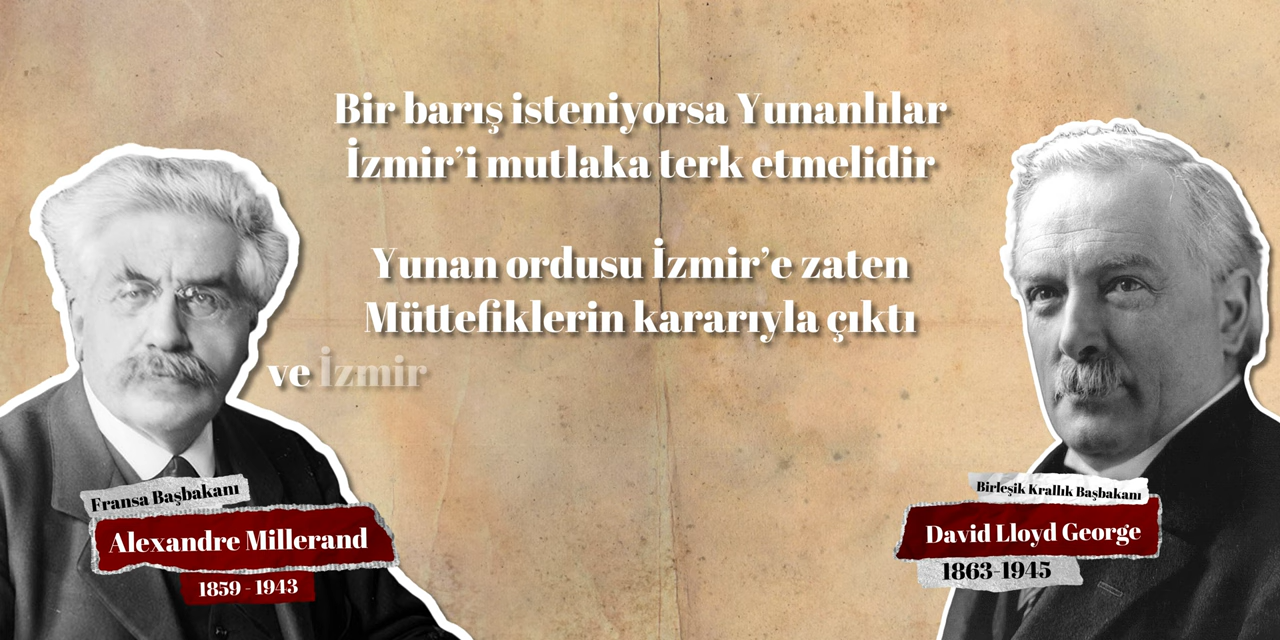 Bir barış isteniyorsa Yunanlılar
İzmir’i mutlaka terk etmelidir
Yunan ordusu İzmir’e zaten
Müttefiklerin kararıyla çıktı
ve İzmir
Fransa Başbakanı
Alexandre Millerand
1859 - 1943
Birleşik Krallık Başbakanı
David Lloyd George
1863-1945